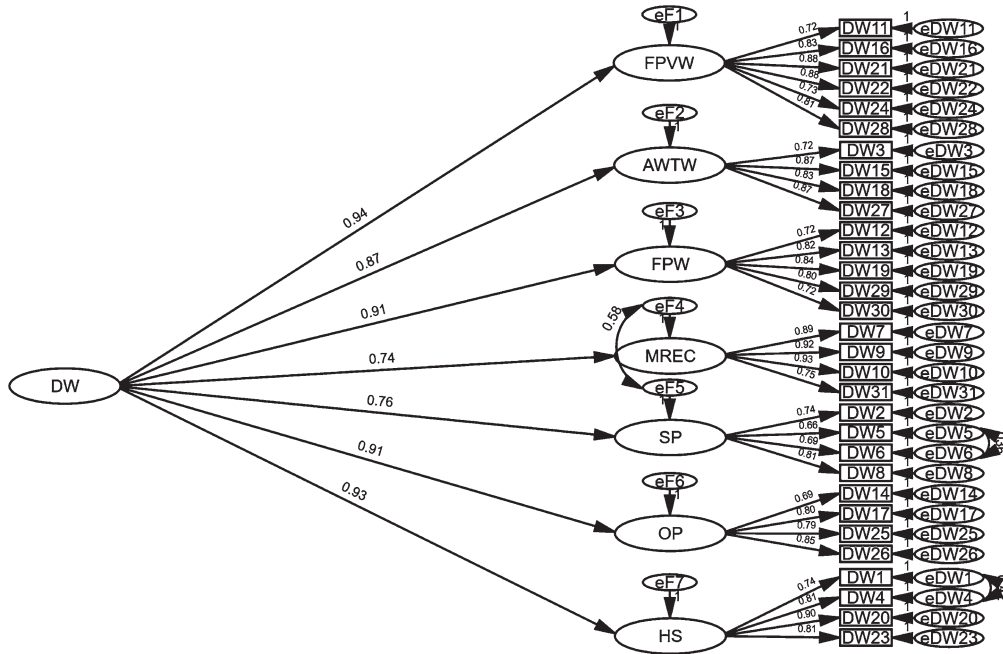 eF1
1
FPVW
0.72 DW11 1 eDW11
0.83 DW16 eDW16
0.88 DW21 eDW21
0.88 DW22 eDW22
0.73 DW24 eDW24
0.81 DW28 eDW28
eF2
1
AWTW
0.72 DW3 eDW3
0.87 DW15 eDW15
0.83 DW18 eDW18
0.87 DW27 eDW27
eF3
1
FPW
0.72 DW12 eDW12
0.82 DW13 eDW13
0.84 DW19 eDW19
0.80 DW29 eDW29
0.72 DW30 eDW30
eF4
1
0.58
MREC
0.89 DW7 eDW7
0.92 DW9 eDW9
0.93 DW10 eDW10
0.75 DW31 eDW31
eF5
1
SP
0.74 DW2 eDW2
0.66 DW5 eDW5
0.69 DW6 eDW6
0.81 DW8 eDW8
eF6
1
OP
0.69 DW14 eDW14
0.80 DW17 eDW17
0.79 DW25 eDW25
0.85 DW26 eDW26
eF7
1
HS
0.74 DW1 1 eDW1
0.81 DW4 eDW4
0.90 DW20 eDW20
0.81 DW23 eDW23
DW
0.94
0.87
0.91
0.74
0.76
0.91
0.93